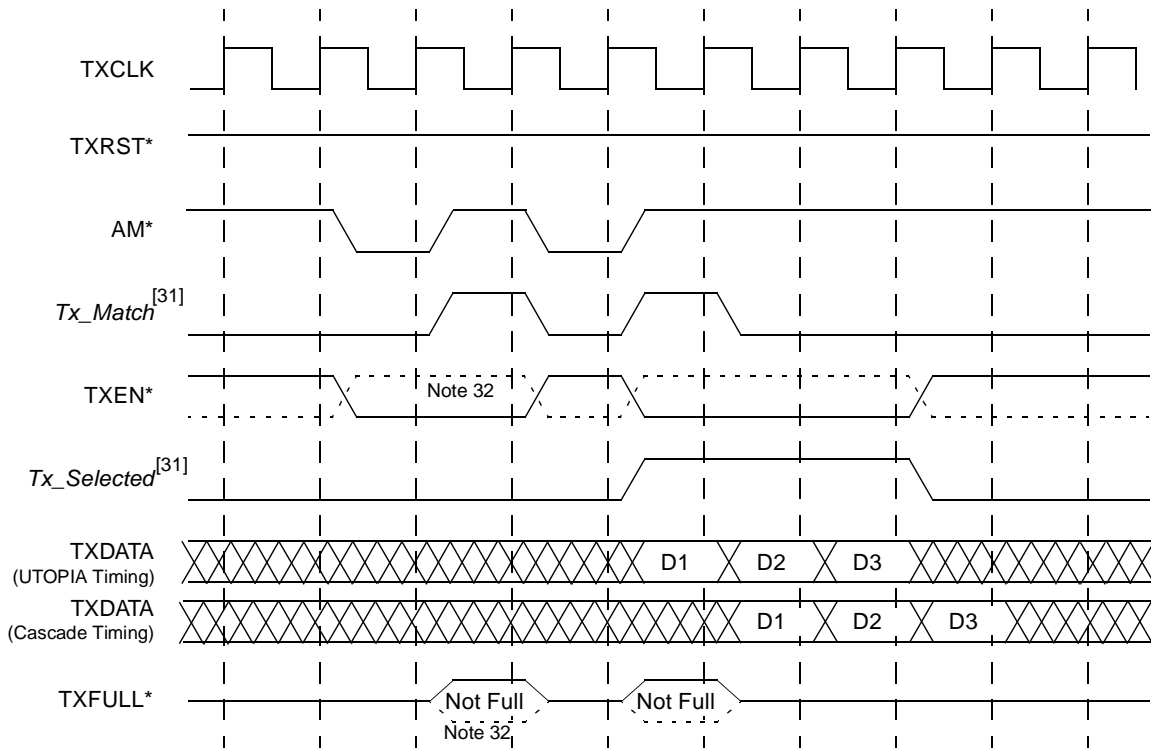 TXCLK
TXRST*
AM*
Tx_Match[31]
TXEN*
Note 32
Tx_Selected[31]
TXDATA
(UTOPIA Timing)
D1
D2
D3
TXDATA
(Cascade Timing)
D1
D2
D3
TXFULL*
Not Full
Not Full
Note 32